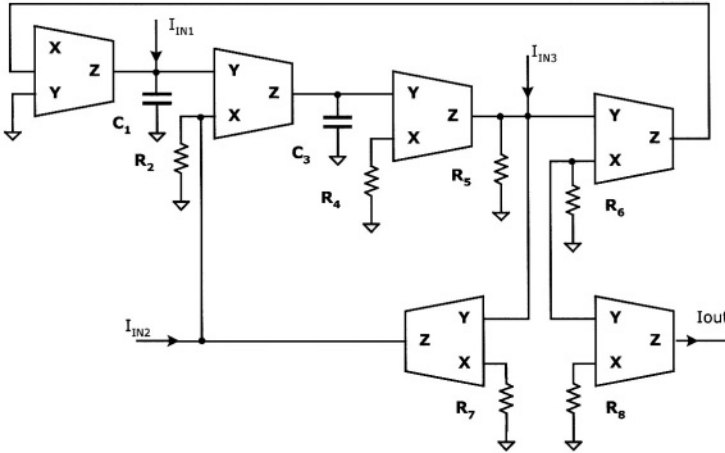 X
Y
Z
I_IN1
C_1
Y
X
Z
R_2
C_3
Y
X
Z
R_4
R_5
I_IN3
Y
X
Z
R_6
I_IN2
Z
Y
X
R_7
Y
X
Z
R_8
Iout